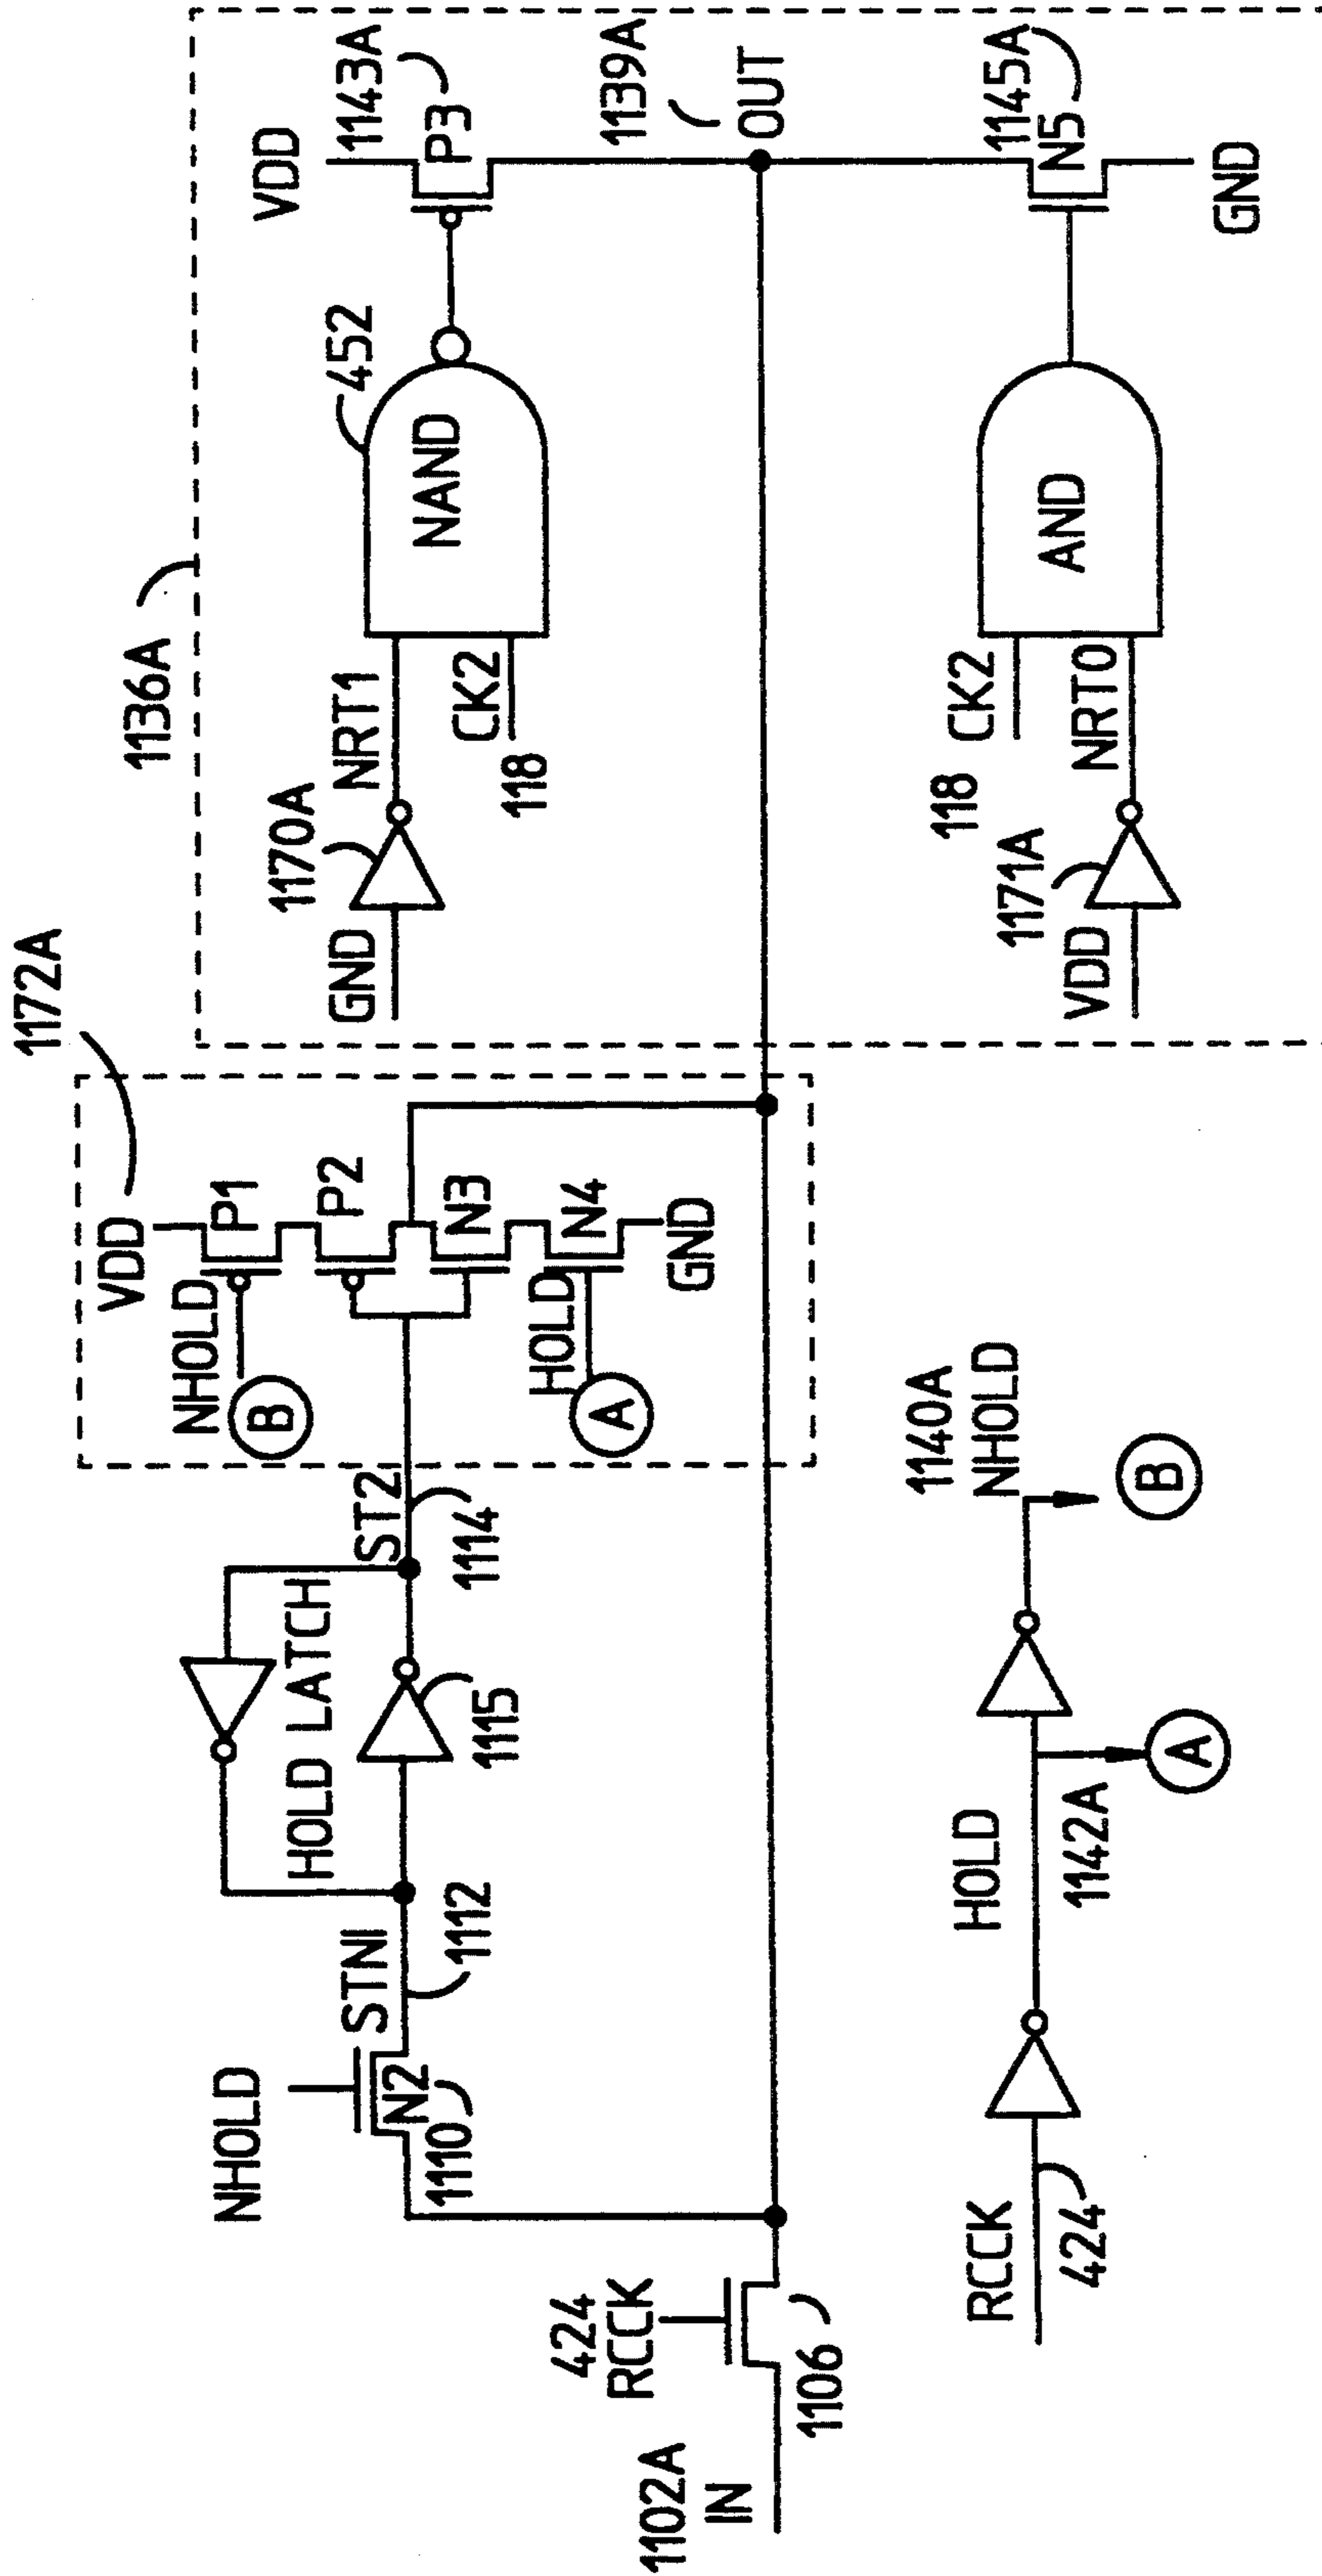 1172A
1136A
VDD
NHOLD
B
P1
P2
N3
N4
HOLD
A
GND
NHOLD
STNI
N2
1110
1112
HOLD LATCH
1115
ST2
1114
GND
1170A
NRT1
CK2
118
NAND
452
VDD
1143A
P3
1139A
OUT
424
RCCK
1106
1102A
IN
RCCK
424
HOLD
1142A
A
1140A
NHOLD
B
VDD
1171A
118
CK2
NRT0
AND
1145A
N5
GND